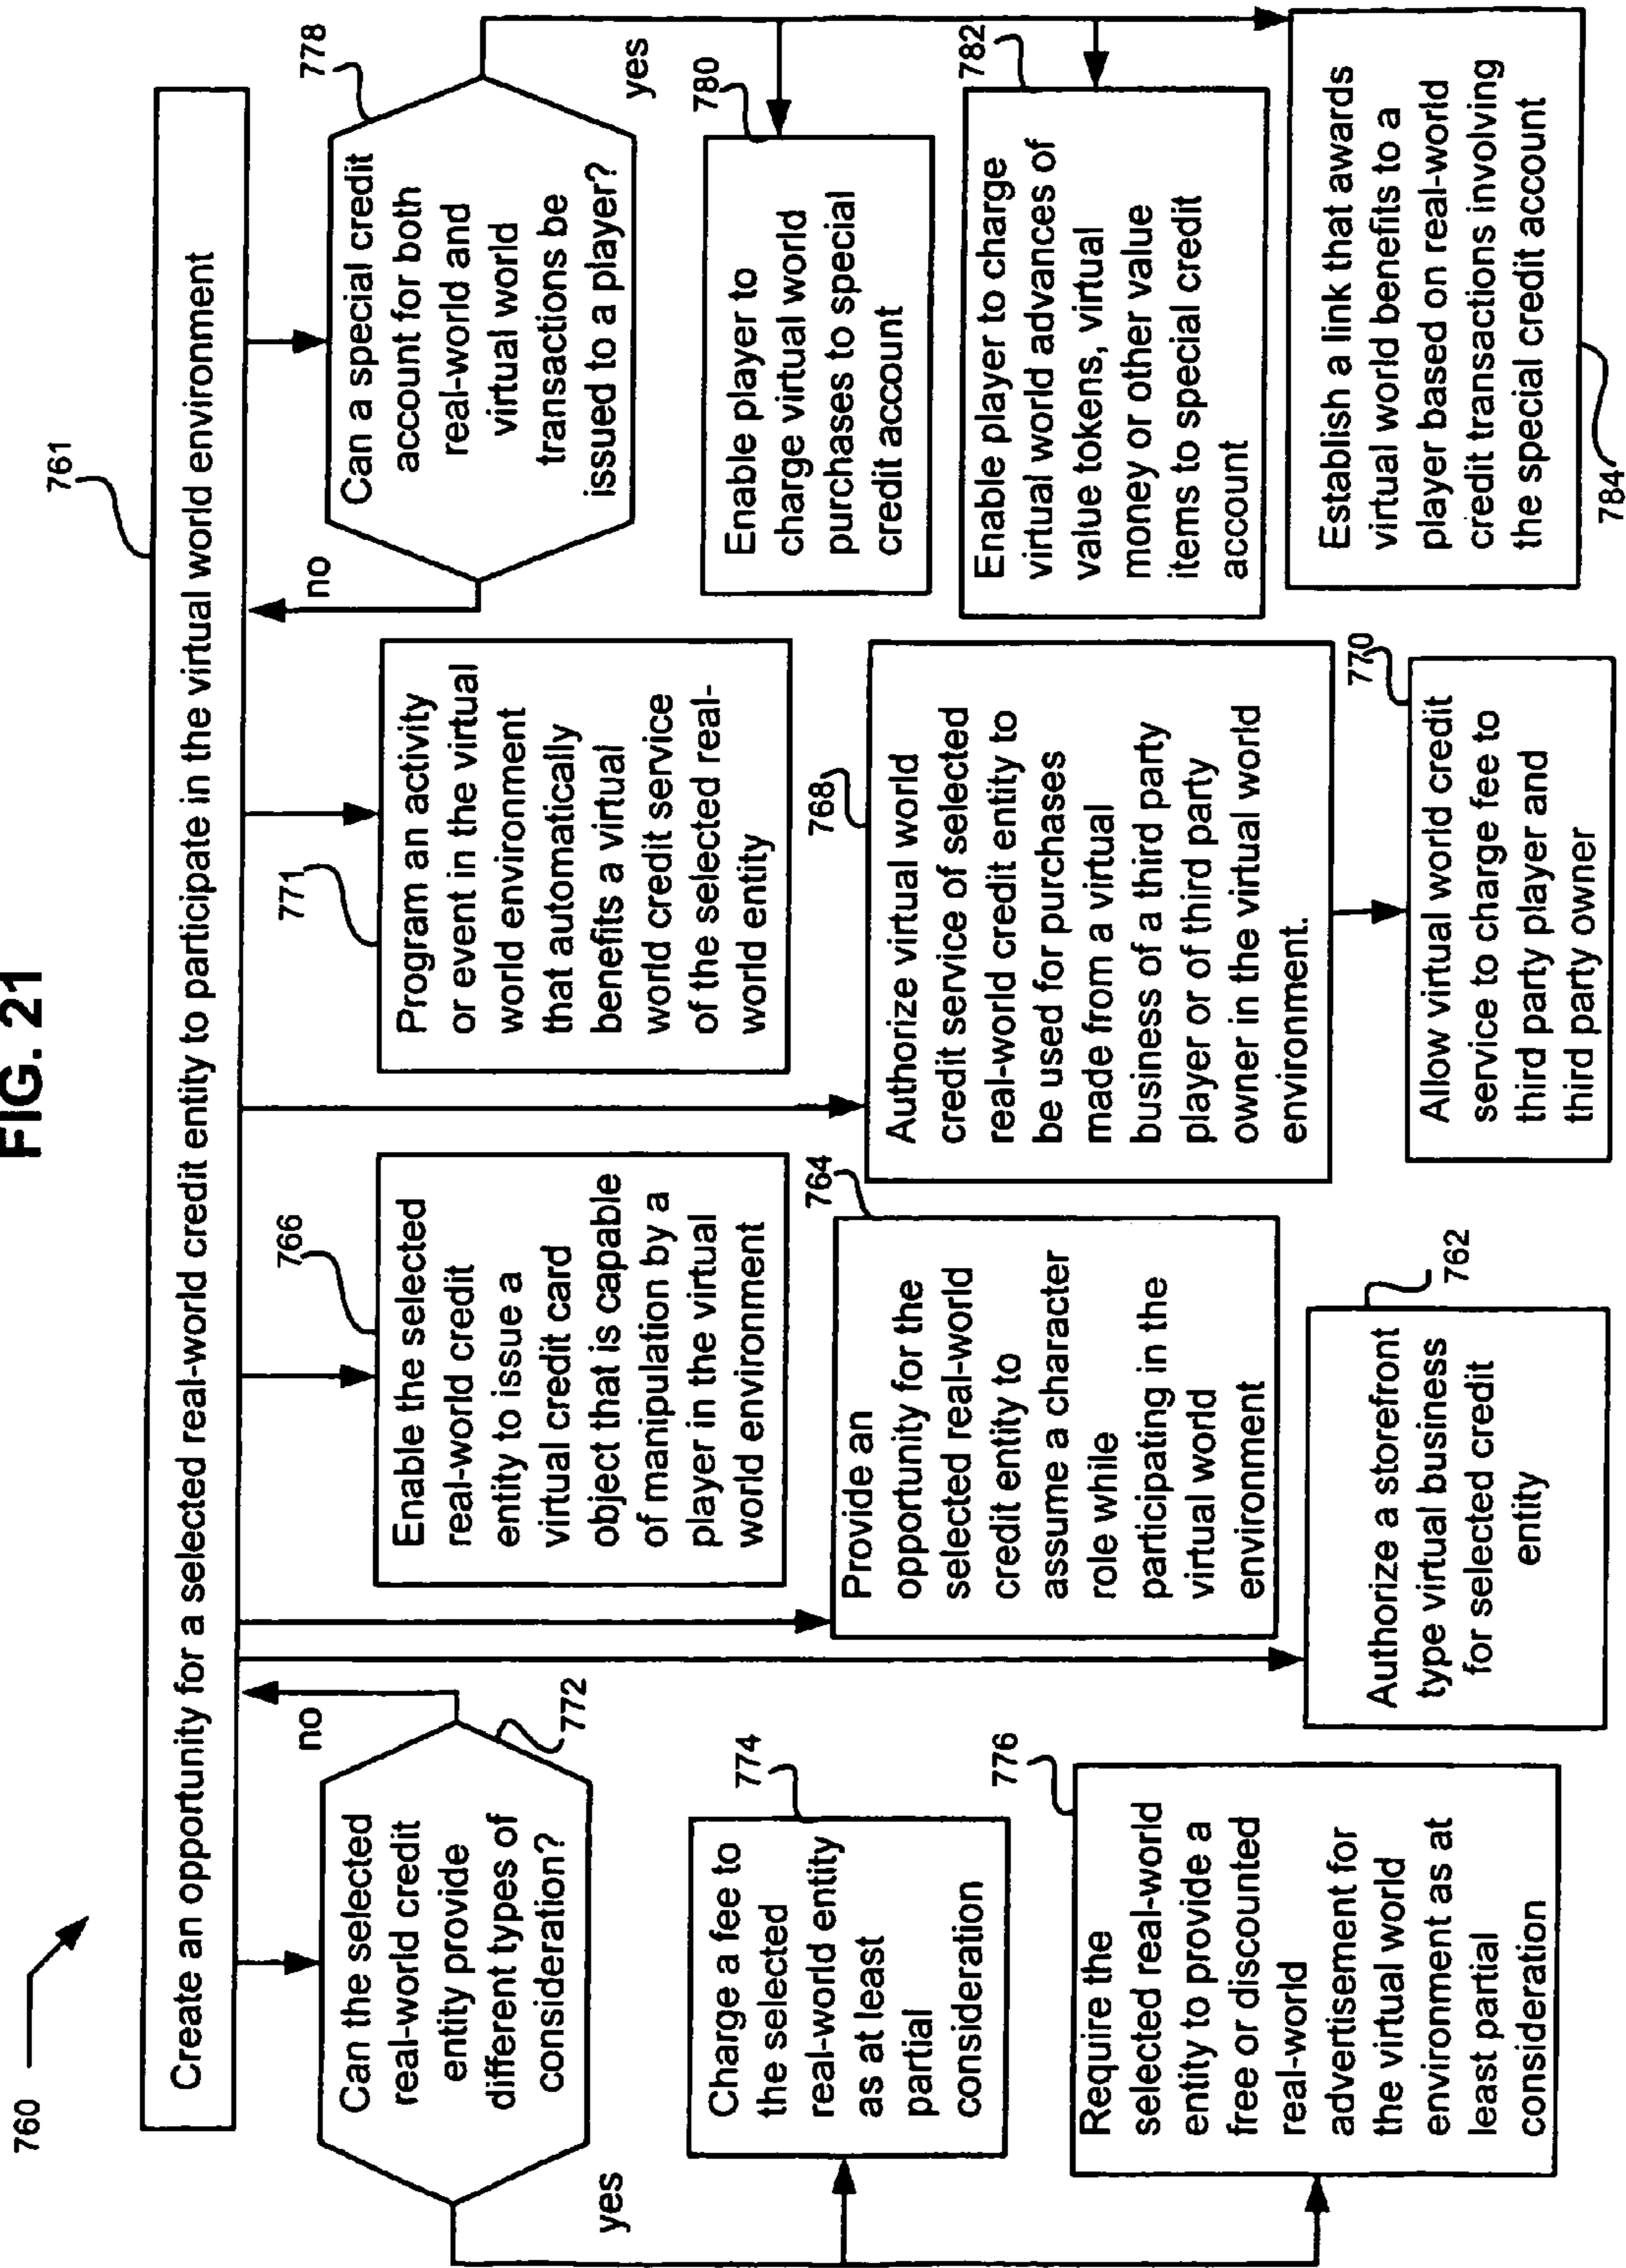 FIG. 21
760
761
Create an opportunity for a selected real-world credit entity to participate in the virtual world environment
Can the selected
real-world credit
entity provide
different types of
consideration?
772
no
yes
774
Charge a fee to
the selected
real-world entity
as at least
partial
consideration
776
Require the
selected real-world
entity to provide a
free or discounted
real-world
advertisement for
the virtual world
environment as at
least partial
consideration
766
Enable the selected
real-world credit
entity to issue a
virtual credit card
object that is capable
of manipulation by a
player in the virtual
world environment
764
Provide an
opportunity for the
selected real-world
credit entity to
assume a character
role while
participating in the
virtual world
environment
762
Authorize a storefront
type virtual business
for selected credit
entity
771
Program an activity
or event in the virtual
world environment
that automatically
benefits a virtual
world credit service
of the selected real-
world entity
768
Authorize virtual world
credit service of selected
real-world credit entity to
be used for purchases
made from a virtual
business of a third party
player or of third party
owner in the virtual world
environment.
770
Allow virtual world credit
service to charge fee to
third party player and
third party owner
778
Can a special credit
account for both
real-world and
virtual world
transactions be
issued to a player?
no
yes
780
Enable player to
charge virtual world
purchases to special
credit account
782
Enable player to charge
virtual world advances of
value tokens, virtual
money or other value
items to special credit
account
Establish a link that awards
virtual world benefits to a
player based on real-world
credit transactions involving
the special credit account
784